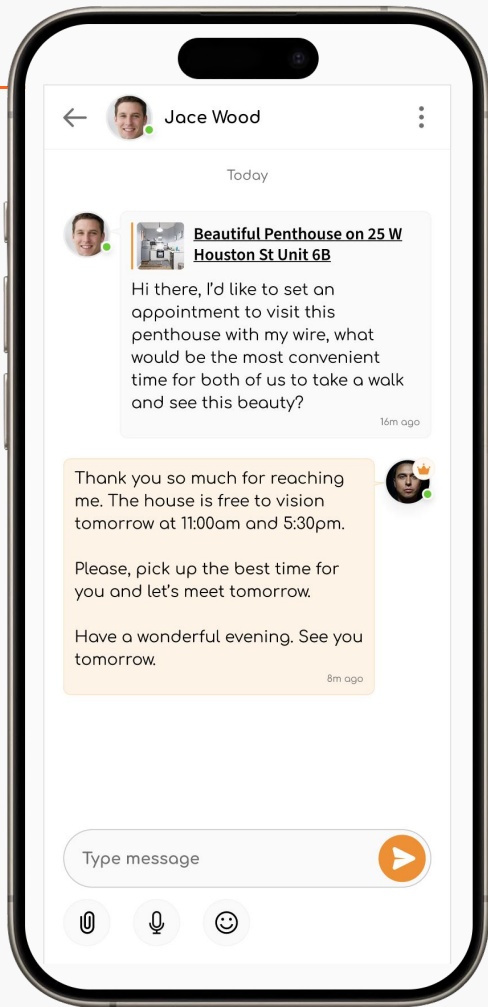 Jace Wood
Today
Beautiful Penthouse on 25 W
Houston St Unit 6B
Hi there, I'd like to set an
appointment to visit this
penthouse with my wire, what
would be the most convenient
time for both of us to take a walk
and see this beauty?
16m ago
Thank you so much for reaching
me. The house is free to vision
tomorrow at 11:00am and 5:30pm.
Please, pick up the best time for
you and let's meet tomorrow.
Have a wonderful evening. See you
tomorrow.
8m ago
Type message